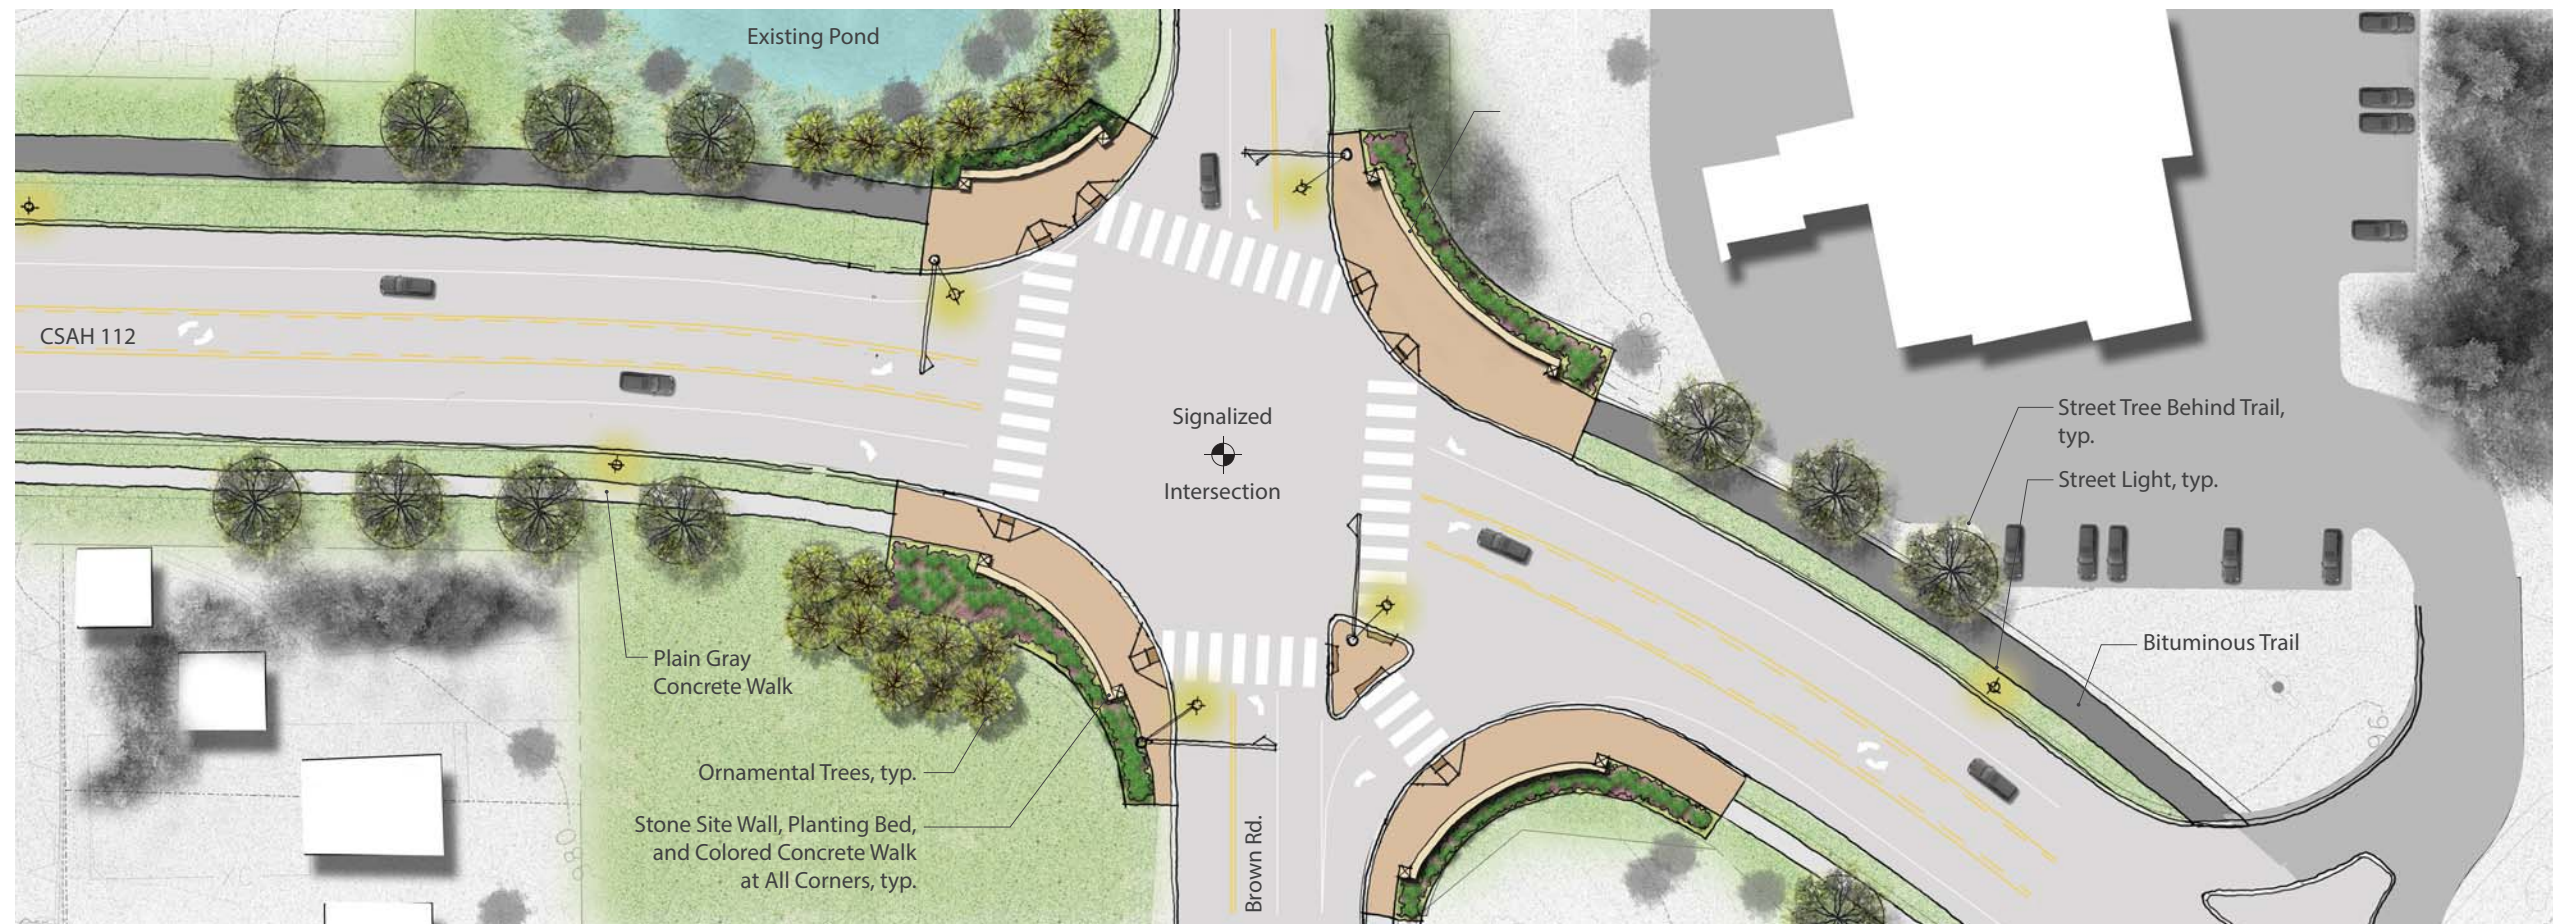 Existing Pond
CSAH 112
Signalized
Intersection
Street Tree Behind Trail,
typ.
Street Light, typ.
Bituminous Trail
Plain Gray
Concrete Walk
Ornamental Trees, typ.
Stone Site Wall, Planting Bed,
and Colored Concrete Walk
at All Corners, typ.
Brown Rd.
980
96